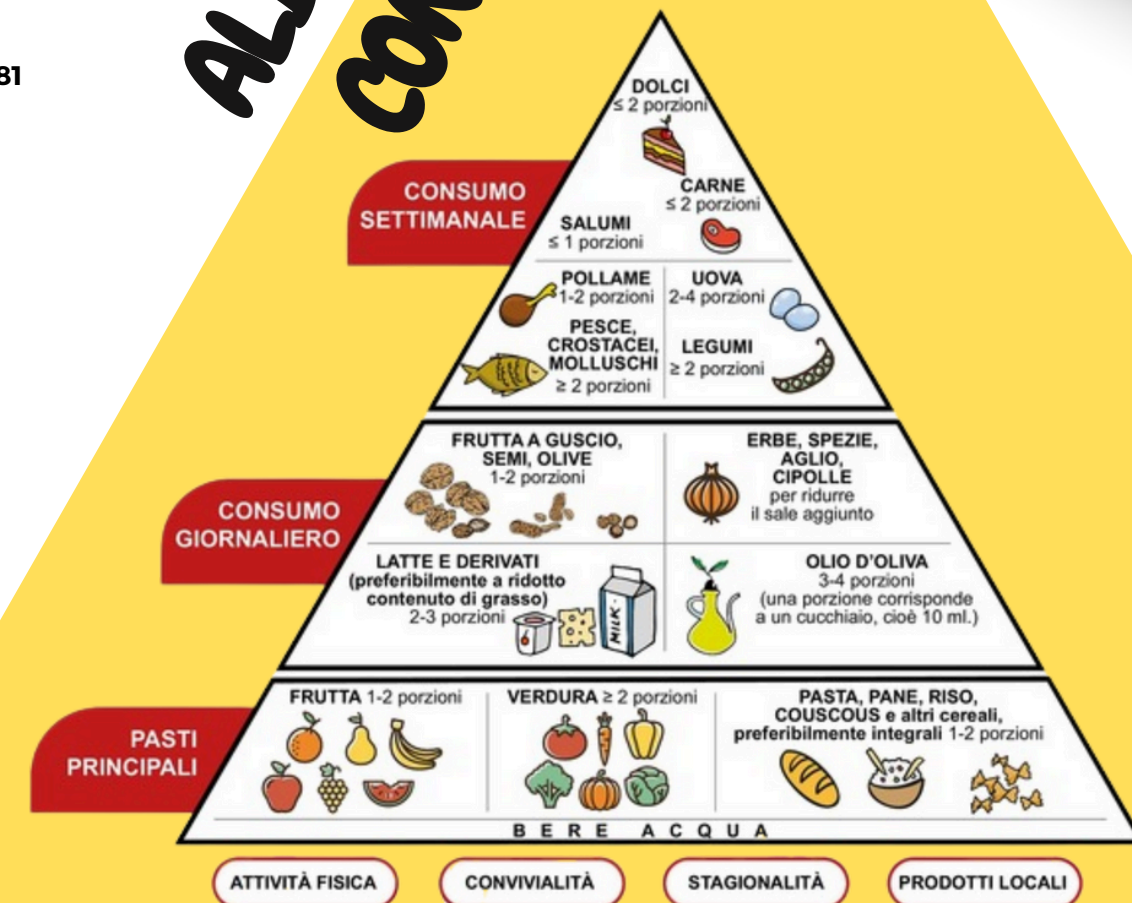 81
DOLCI
≤ 2 porzioni
CARNE
≤ 2 porzioni
SALUMI
≤ 1 porzioni
CONSUMO
SETTIMANALE
POLLAME
1-2 porzioni
UOVA
2-4 porzioni
PESCE,
CROSTACEI,
MOLLUSCHI
≥ 2 porzioni
LEGUMI
≥ 2 porzioni
FRUTTA A GUSCIO,
SEMI, OLIVE
1-2 porzioni
ERBE, SPEZIE,
AGLIO,
CIPOLLE
per ridurre
il sale aggiunto
CONSUMO
GIORNALIERO
LATTE E DERIVATI
(preferibilmente a ridotto
contenuto di grasso)
2-3 porzioni
MILK
OLIO D'OLIVA
3-4 porzioni
(una porzione corrisponde
a un cucchiaio, cioè 10 ml.)
PASTI
PRINCIPALI
FRUTTA 1-2 porzioni
VERDURA ≥ 2 porzioni
PASTA, PANE, RISO,
COUSCOUS e altri cereali,
preferibilmente integrali 1-2 porzioni
BERE ACQUA
ATTIVITÀ FISICA
CONVIVIALITÀ
STAGIONALITÀ
PRODOTTI LOCALI